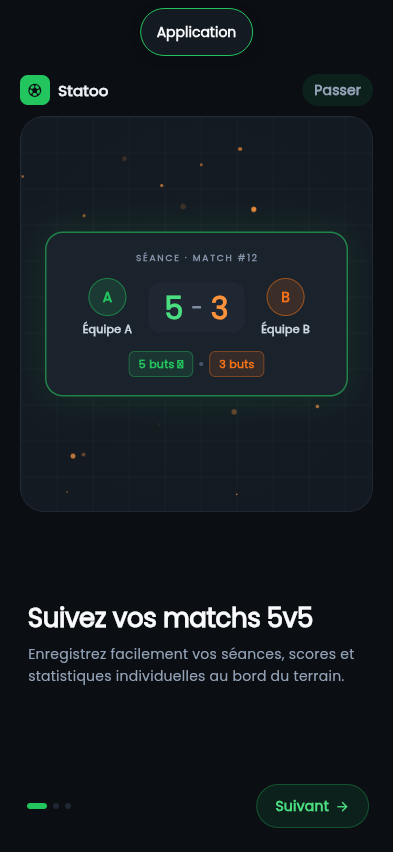 Application
Statoo
Passer
SÉANCE · MATCH #12
A
5 - 3
B
Équipe A
Équipe B
5 buts
3 buts
Suivez vos matchs 5v5
Enregistrez facilement vos séances, scores et
statistiques individuelles au bord du terrain.
Suivant →